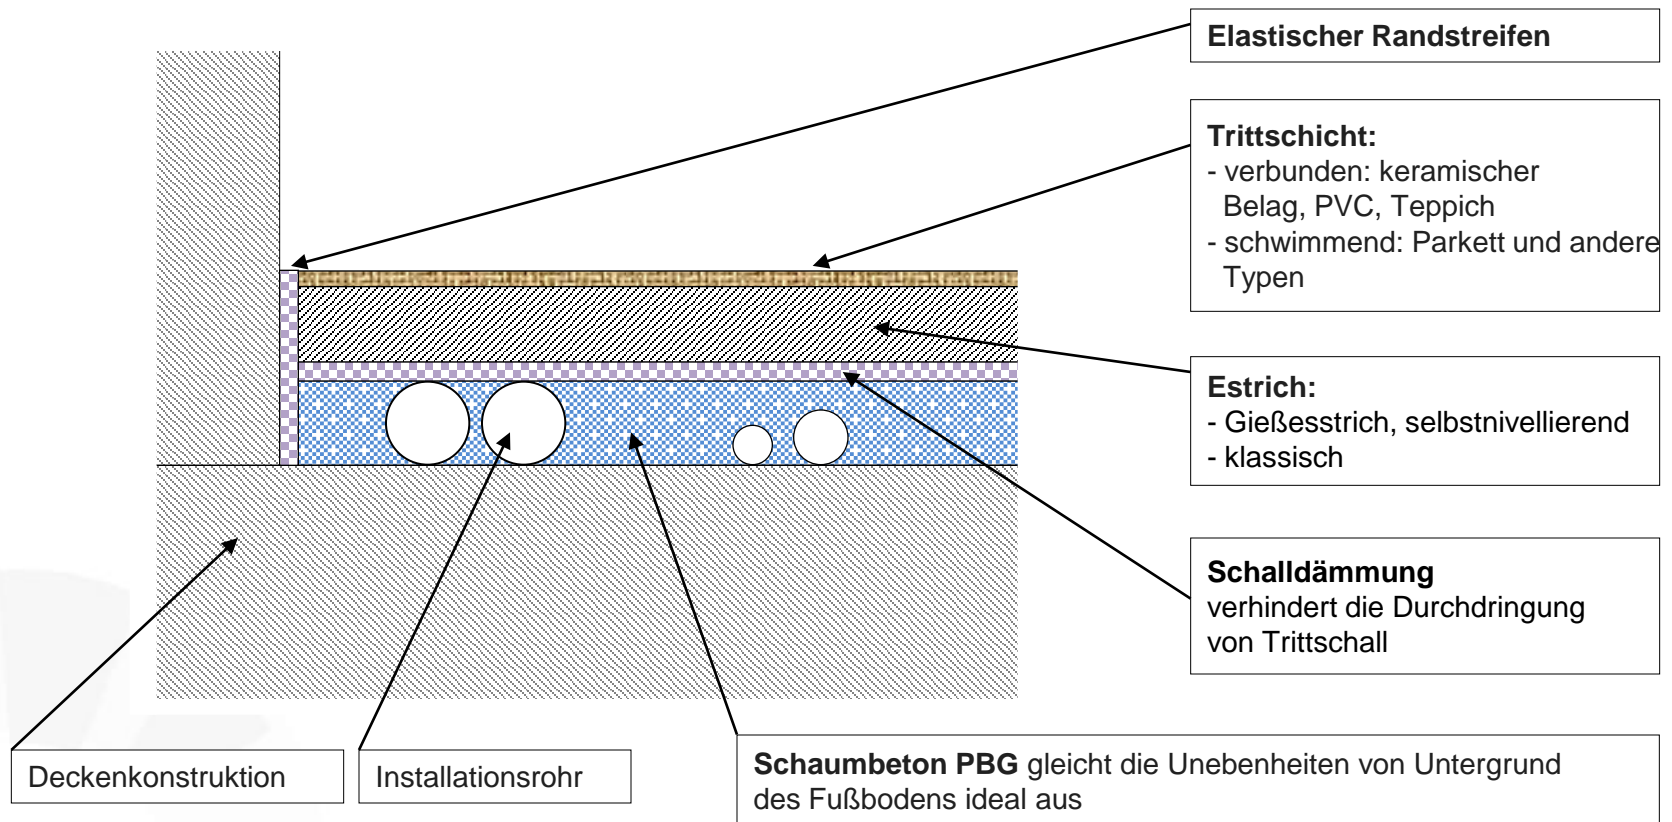 Elastischer Randstreifen
Trittschicht:
- verbunden: keramischer
Belag, PVC, Teppich
- schwimmend: Parkett und andere
Typen
Estrich:
- Gießesstrich, selbstnivellierend
- klassisch
Schalldämmung
verhindert die Durchdringung
von Trittschall
Deckenkonstruktion
Installationsrohr
Schaumbeton PBG gleicht die Unebenheiten von Untergrund
des Fußbodens ideal aus